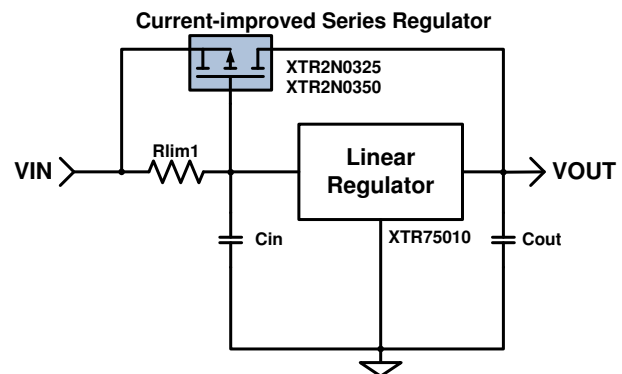 Current-improved Series Regulator
XTR2N0325
XTR2N0350
Rlim1
VIN
Linear
Regulator
VOUT
Cin
XTR75010
Cout